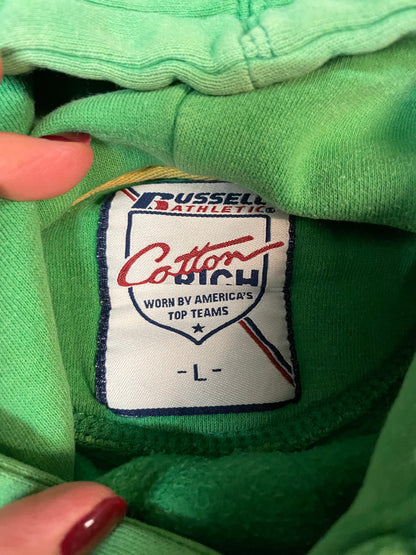 RUSSELL
ATHLETIC®
Cotton
RICH
WORN BY AMERICA'S
TOP TEAMS
-L-